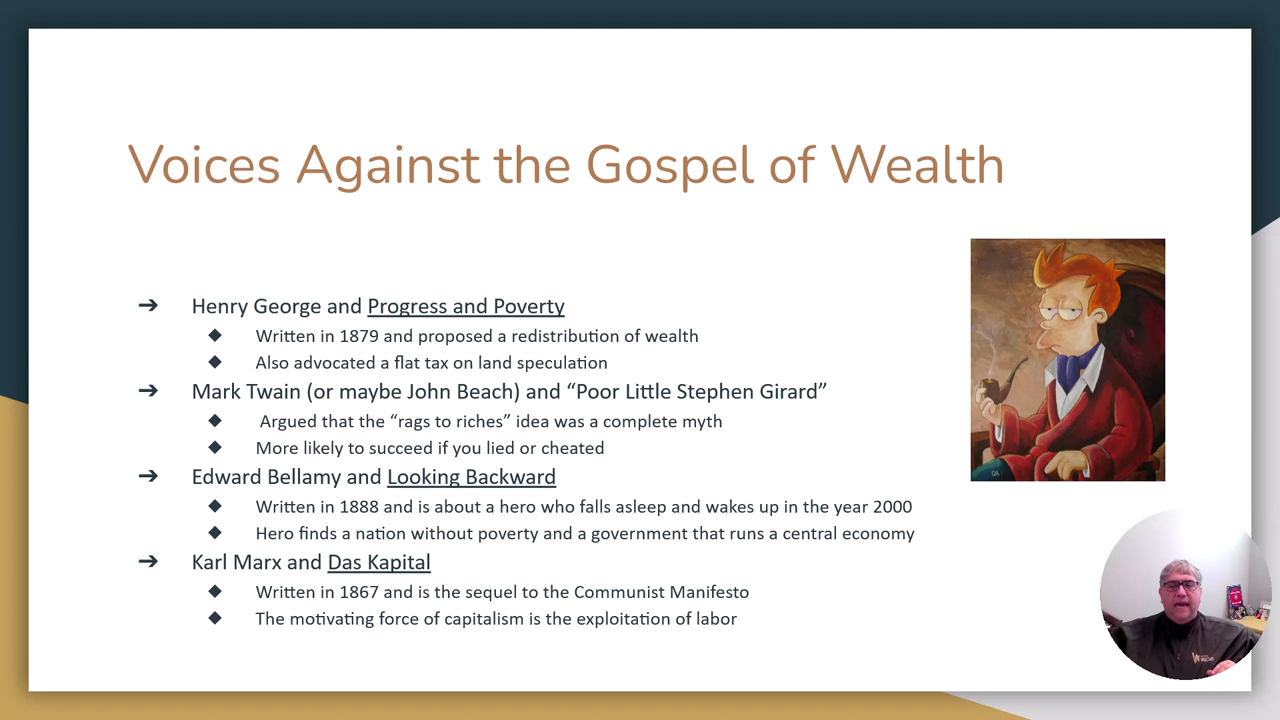 Voices Against the Gospel of Wealth
➔ Henry George and Progress and Poverty
◆ Written in 1879 and proposed a redistribution of wealth
◆ Also advocated a flat tax on land speculation
➔ Mark Twain (or maybe John Beach) and “Poor Little Stephen Girard”
◆ Argued that the “rags to riches” idea was a complete myth
◆ More likely to succeed if you lied or cheated
➔ Edward Bellamy and Looking Backward
◆ Written in 1888 and is about a hero who falls asleep and wakes up in the year 2000
◆ Hero finds a nation without poverty and a government that runs a central economy
➔ Karl Marx and Das Kapital
◆ Written in 1867 and is the sequel to the Communist Manifesto
◆ The motivating force of capitalism is the exploitation of labor